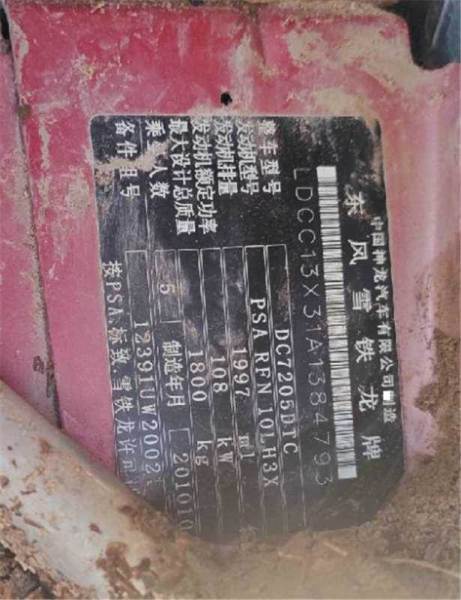 中国神龙汽车有限公司制造
东风雪铁龙牌
LDCC13X31A1384793
整车型号 DC7205DTC
发动机型号 PSA RFN10LH3X
发动机排量 1997 ml
发动机额定功率 108 kW
最大设计总质量 1800 kg
乘坐人数 5 制造年月 201010
备件组号 12391UW2002
按PSA.标致.雪铁龙许可